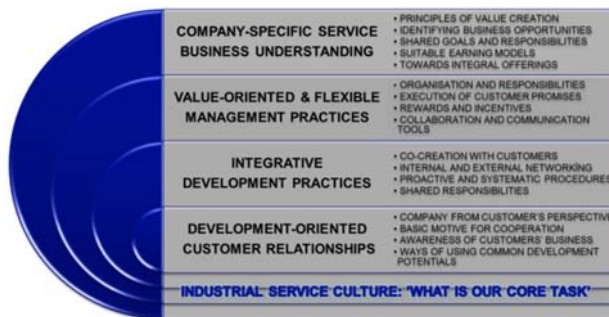 COMPANY-SPECIFIC SERVICE
BUSINESS UNDERSTANDING
• PRINCIPLES OF VALUE CREATION
• IDENTIFYING BUSINESS OPPORTUNITIES
• SHARED GOALS AND RESPONSIBILITIES
• SUITABLE EARNING MODELS
• TOWARDS INTEGRAL OFFERINGS
VALUE-ORIENTED & FLEXIBLE
MANAGEMENT PRACTICES
• ORGANISATION AND RESPONSIBILITIES
• EXECUTION OF CUSTOMER PROMISES
• REWARDS AND INCENTIVES
• COLLABORATION AND COMMUNICATION
TOOLS
INTEGRATIVE
DEVELOPMENT PRACTICES
• CO-CREATION WITH CUSTOMERS
• INTERNAL AND EXTERNAL NETWORKING
• PROACTIVE AND SYSTEMATIC PROCEDURES
• SHARED RESPONSIBILITIES
DEVELOPMENT-ORIENTED
CUSTOMER RELATIONSHIPS
• COMPANY FROM CUSTOMER'S PERSPECTIVE
• BASIC MOTIVE FOR COOPERATION
• AWARENESS OF CUSTOMERS' BUSINESS
• WAYS OF USING COMMON DEVELOPMENT
POTENTIALS
INDUSTRIAL SERVICE CULTURE: 'WHAT IS OUR CORE TASK'